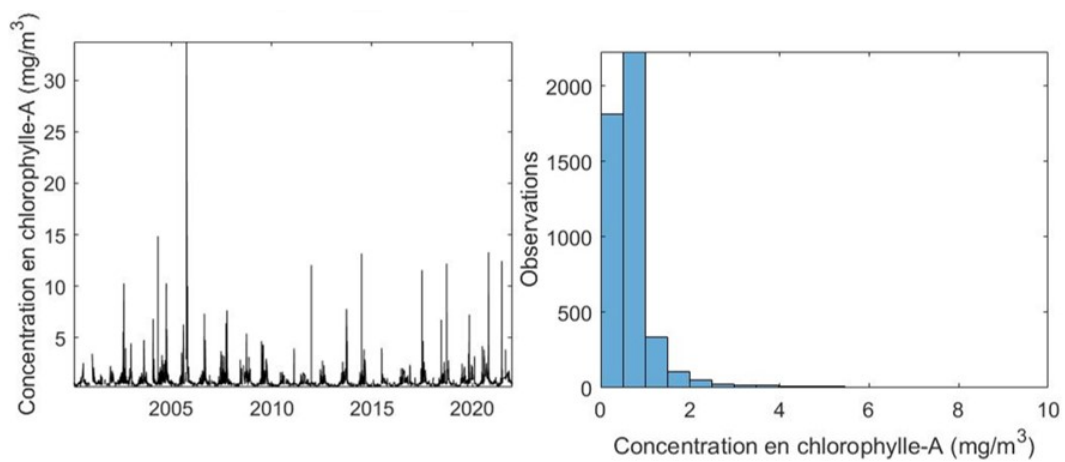 Concentration en chlorophylle-A (mg/m³)
30
25
20
15
10
5
2005 2010 2015 2020
Observations
2000
1500
1000
500
0
0 2 4 6 8 10
Concentration en chlorophylle-A (mg/m³)